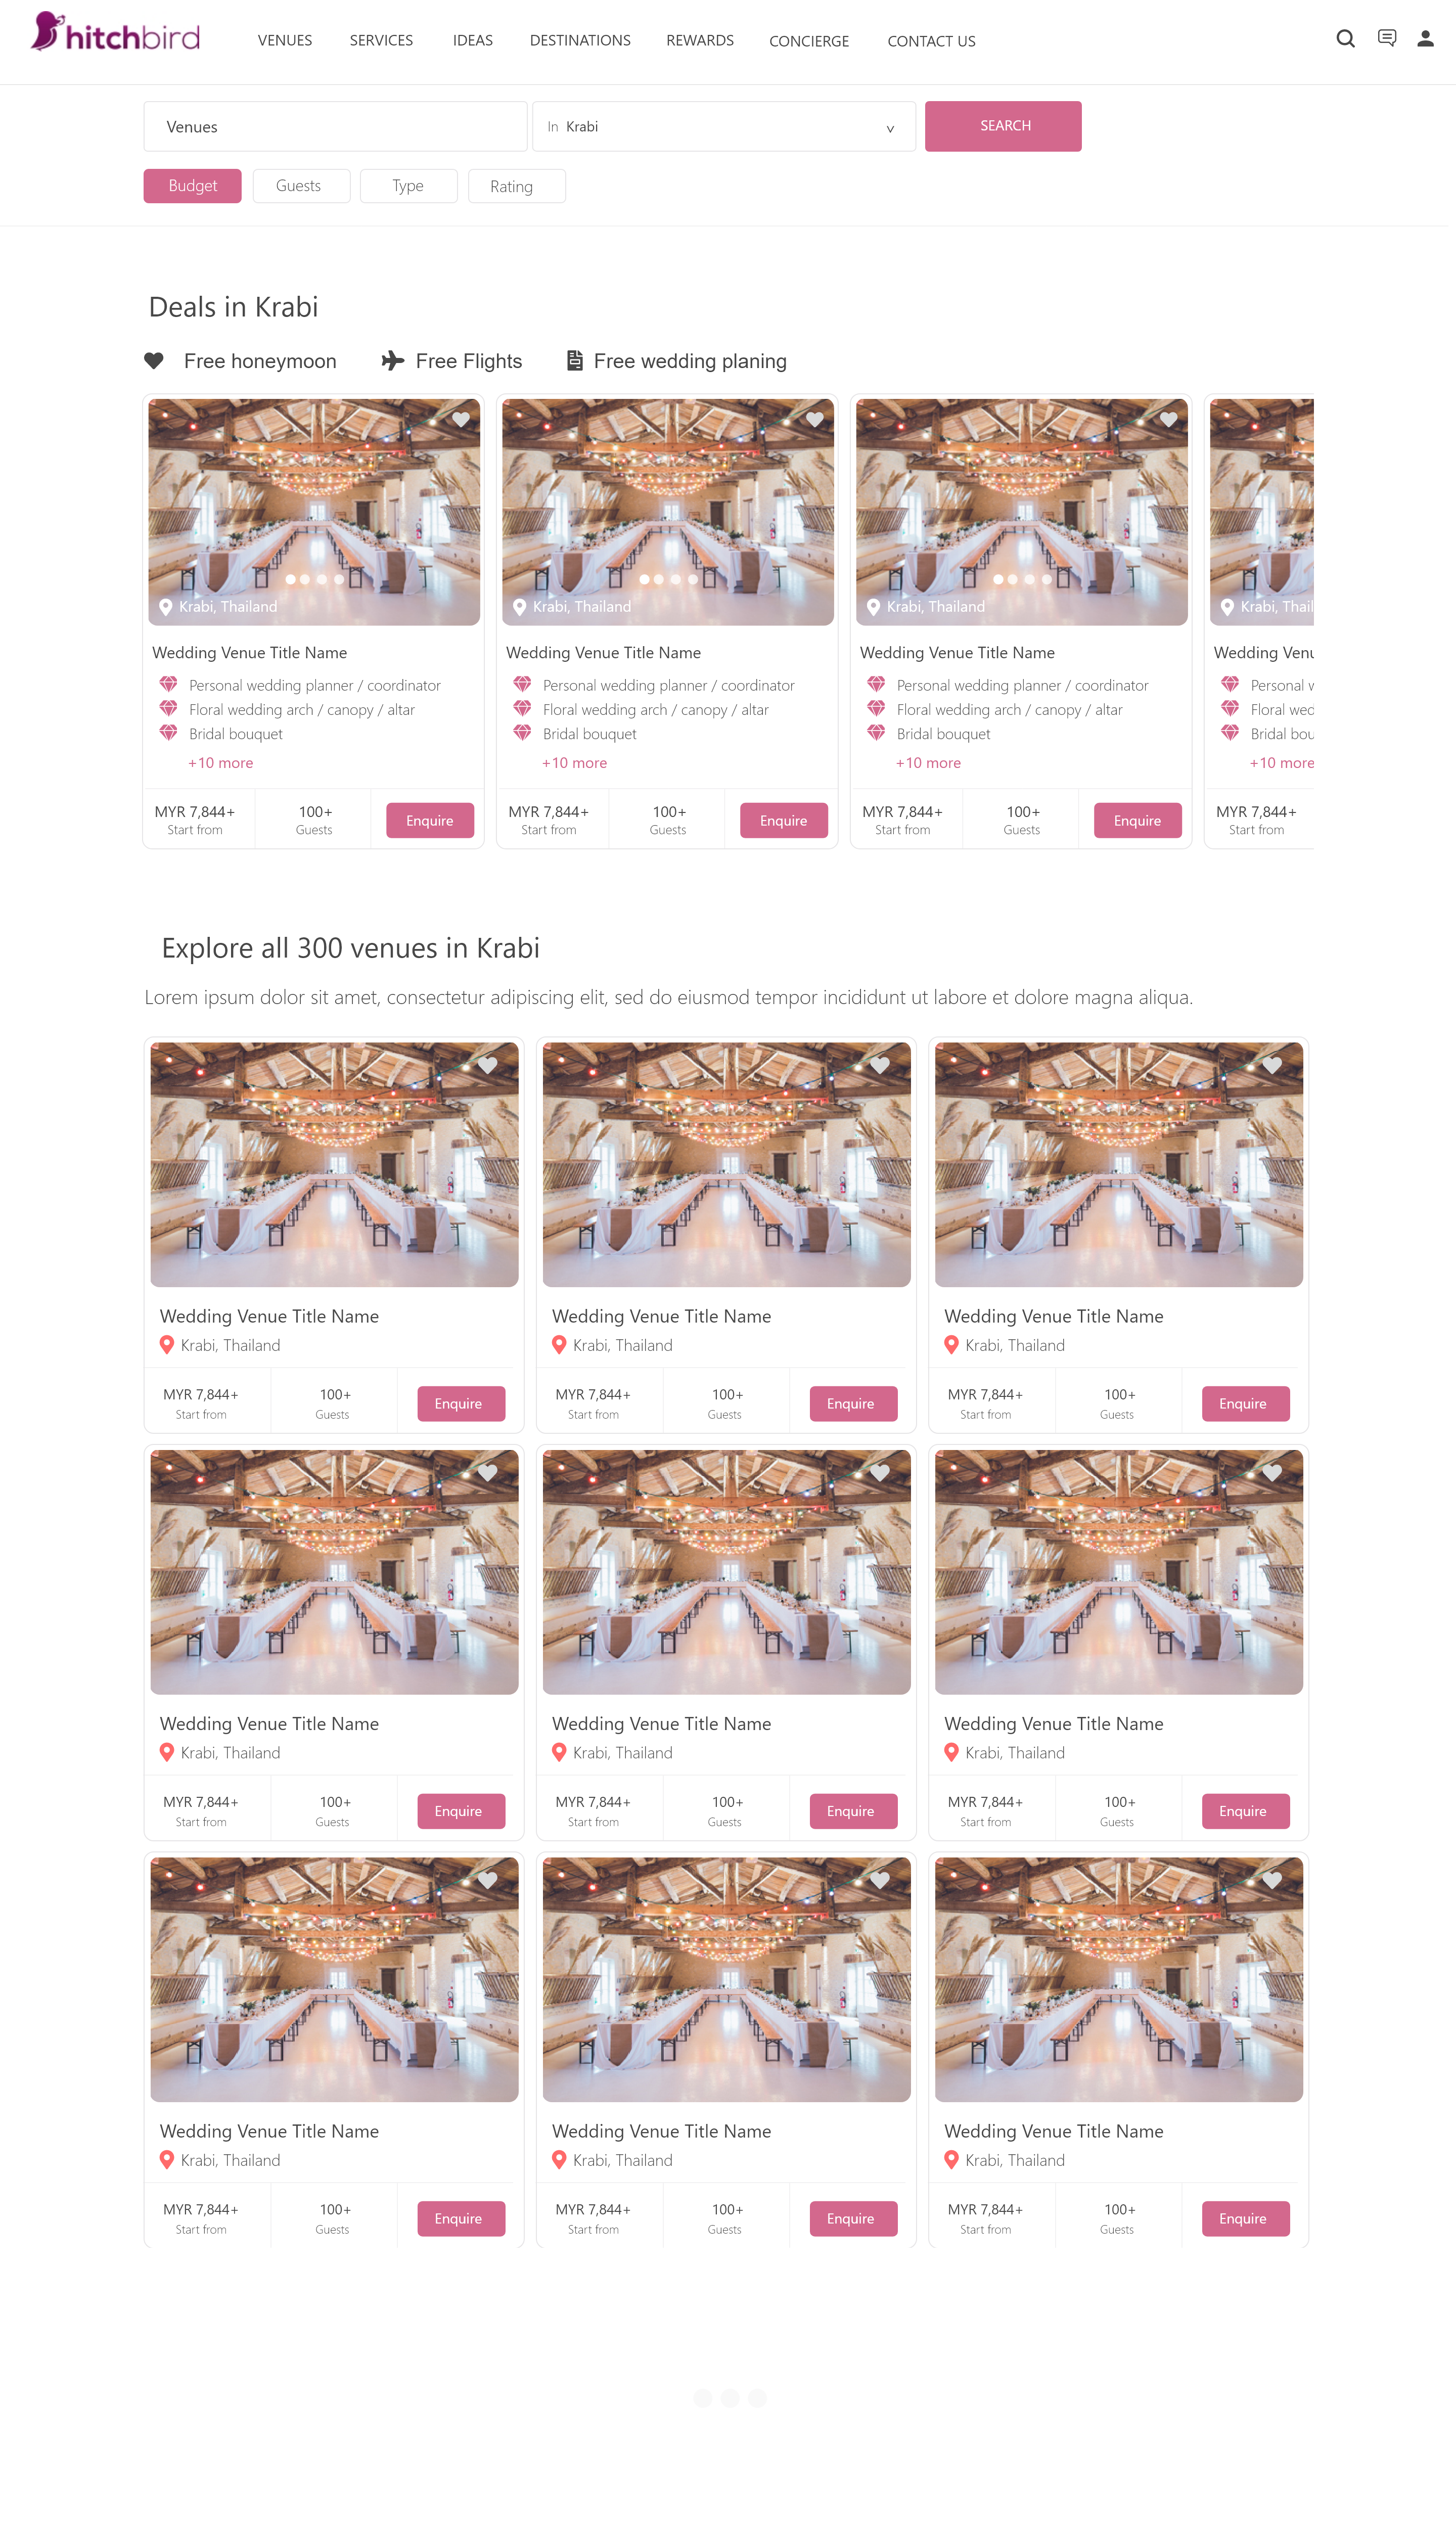 hitchbird VENUES SERVICES IDEAS DESTINATIONS REWARDS CONCIERGE CONTACT US
Venues In Krabi v SEARCH
Budget Guests Type Rating
Deals in Krabi
Free honeymoon Free Flights Free wedding planing
Krabi, Thailand Krabi, Thailand Krabi, Thailand Krabi, Thail
Wedding Venue Title Name Wedding Venue Title Name Wedding Venue Title Name Wedding Venu
Personal wedding planner / coordinator Personal wedding planner / coordinator Personal wedding planner / coordinator Personal w
Floral wedding arch / canopy / altar Floral wedding arch / canopy / altar Floral wedding arch / canopy / altar Floral wed
Bridal bouquet Bridal bouquet Bridal bouquet Bridal bou
+10 more +10 more +10 more +10 more
MYR 7,844+ 100+ Enquire MYR 7,844+ 100+ Enquire MYR 7,844+ 100+ Enquire MYR 7,844+
Start from Guests Start from Guests Start from Guests Start from
Explore all 300 venues in Krabi
Lorem ipsum dolor sit amet, consectetur adipiscing elit, sed do eiusmod tempor incididunt ut labore et dolore magna aliqua.
Wedding Venue Title Name Wedding Venue Title Name Wedding Venue Title Name
Krabi, Thailand Krabi, Thailand Krabi, Thailand
MYR 7,844+ 100+ Enquire MYR 7,844+ 100+ Enquire MYR 7,844+ 100+ Enquire
Start from Guests Start from Guests Start from Guests
Wedding Venue Title Name Wedding Venue Title Name Wedding Venue Title Name
Krabi, Thailand Krabi, Thailand Krabi, Thailand
MYR 7,844+ 100+ Enquire MYR 7,844+ 100+ Enquire MYR 7,844+ 100+ Enquire
Start from Guests Start from Guests Start from Guests
Wedding Venue Title Name Wedding Venue Title Name Wedding Venue Title Name
Krabi, Thailand Krabi, Thailand Krabi, Thailand
MYR 7,844+ 100+ Enquire MYR 7,844+ 100+ Enquire MYR 7,844+ 100+ Enquire
Start from Guests Start from Guests Start from Guests